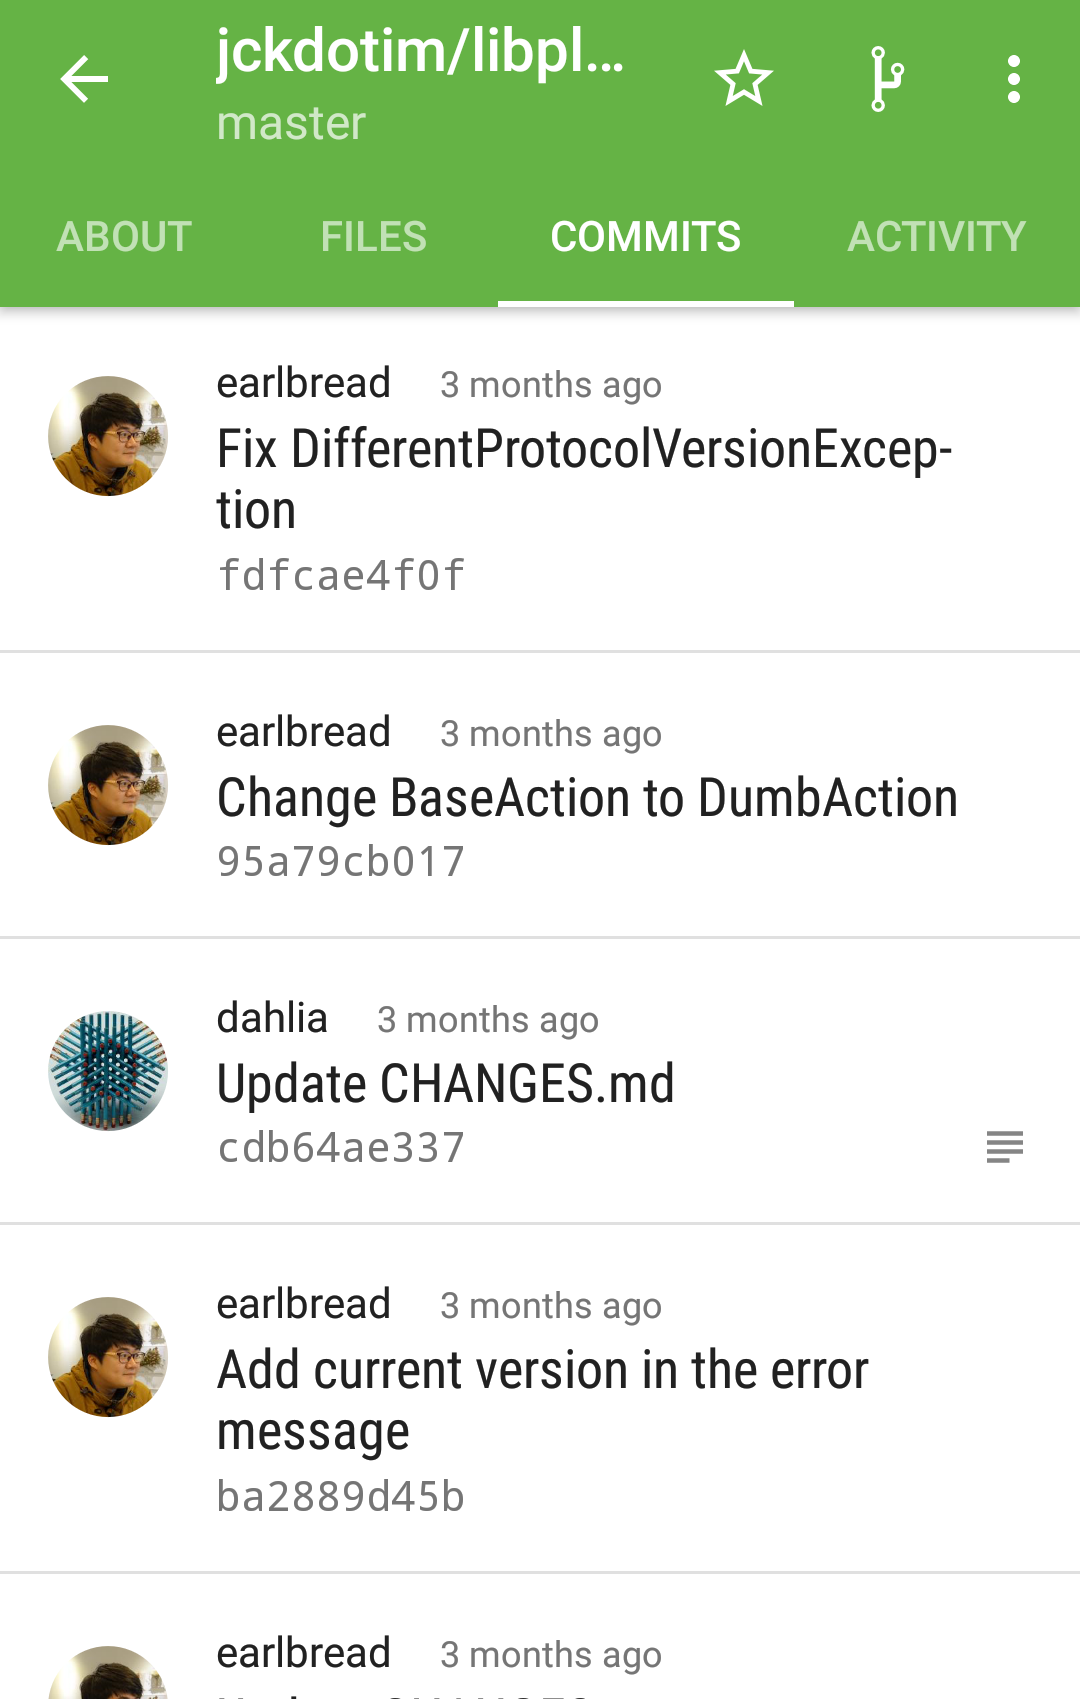 jckdotim/libpl...
master
ABOUT FILES COMMITS ACTIVITY
earlbread 3 months ago
Fix DifferentProtocolVersionExcep-
tion
fdfcae4f0f
earlbread 3 months ago
Change BaseAction to DumbAction
95a79cb017
dahlia 3 months ago
Update CHANGES.md
cdb64ae337
earlbread 3 months ago
Add current version in the error
message
ba2889d45b
earlbread 3 months ago